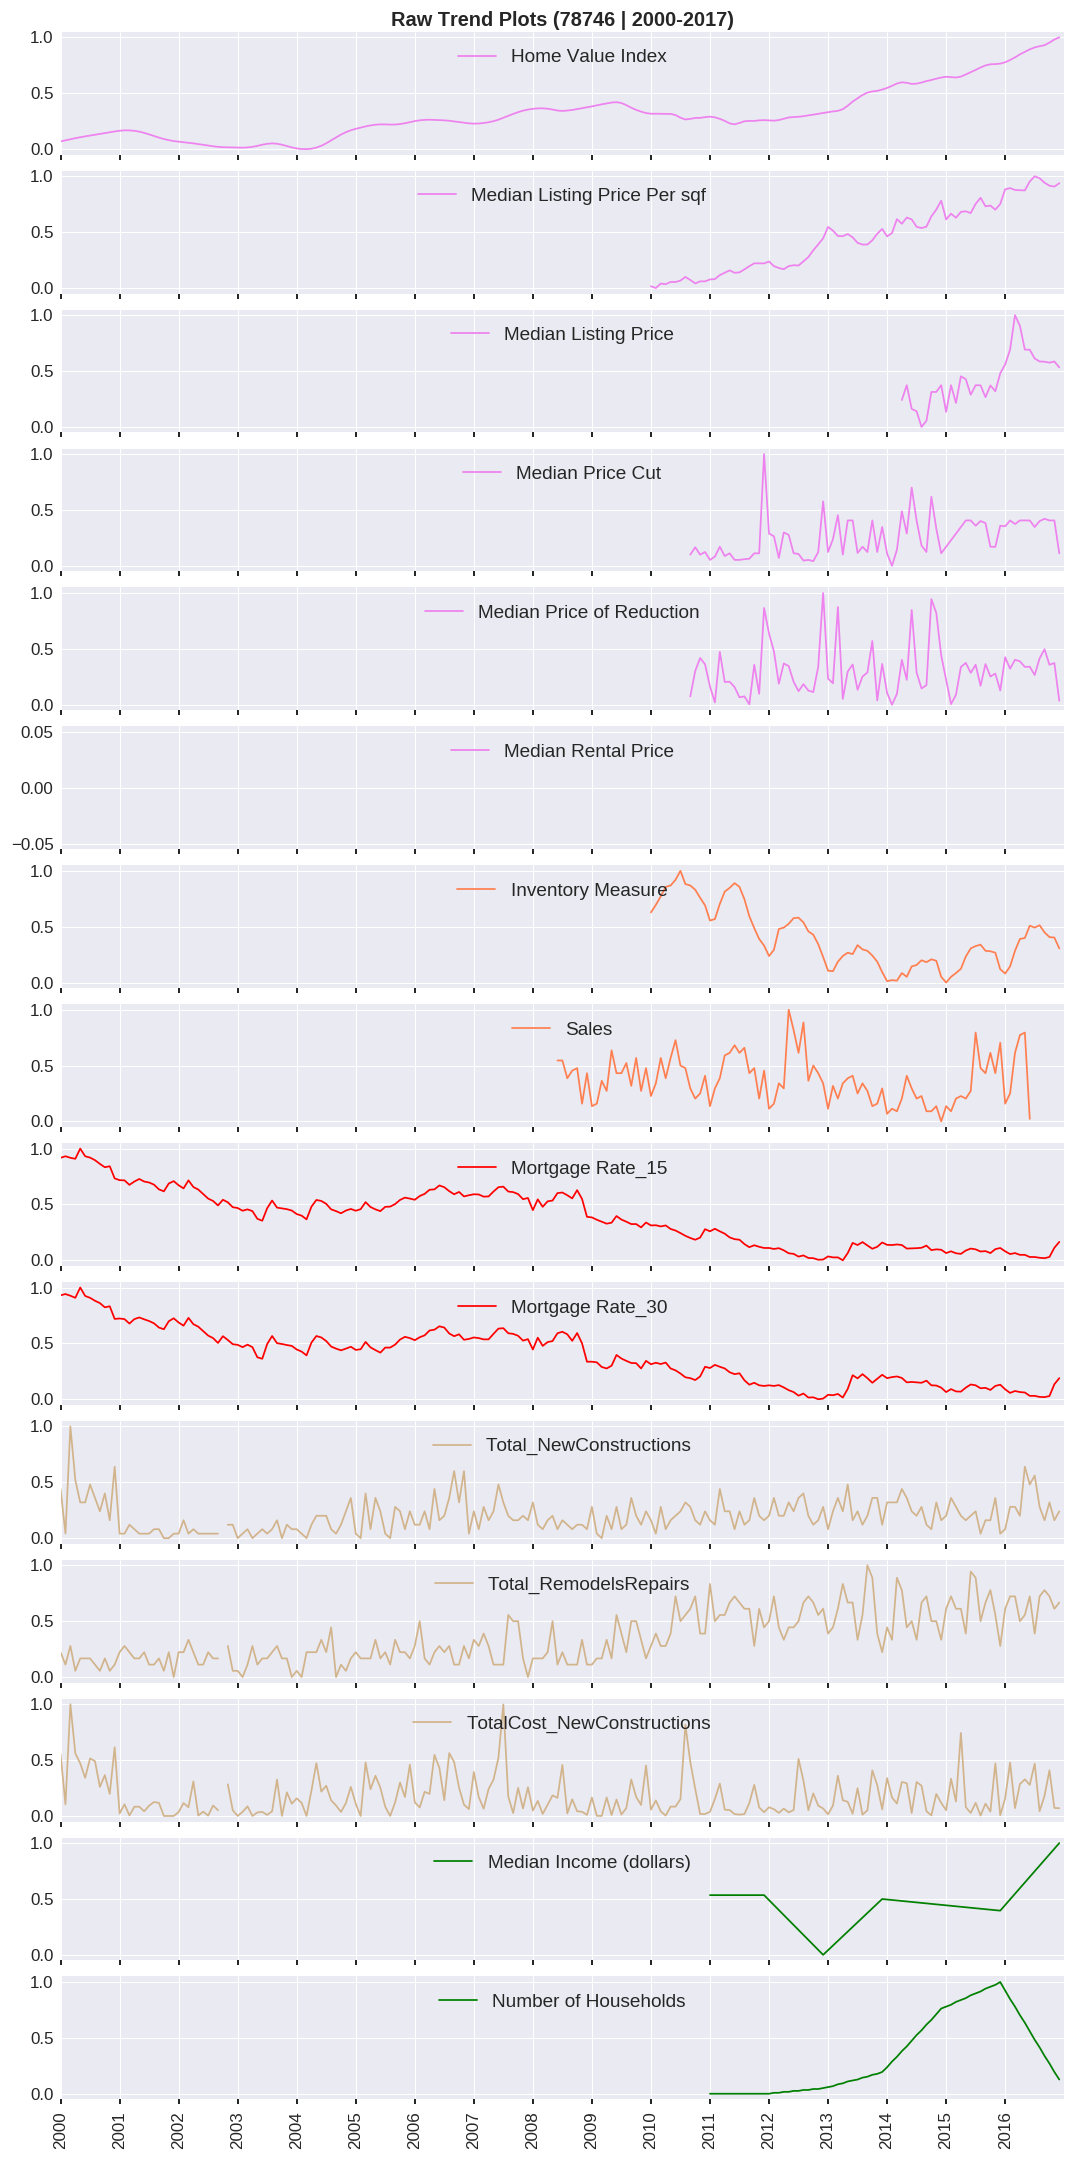 Raw Trend Plots (78746 | 2000-2017)
1.0
Home Value Index
0.5
0.0
1.0
Median Listing Price Per sqf
0.5
0.0
1.0
Median Listing Price
0.5
0.0
1.0
Median Price Cut
0.5
0.0
1.0
Median Price of Reduction
0.5
0.0
0.05
Median Rental Price
0.00
−0.05
1.0
Inventory Measure
0.5
0.0
1.0
Sales
0.5
0.0
1.0
Mortgage Rate_15
0.5
0.0
1.0
Mortgage Rate_30
0.5
0.0
1.0
Total_NewConstructions
0.5
0.0
1.0
Total_RemodelsRepairs
0.5
0.0
1.0
TotalCost_NewConstructions
0.5
0.0
1.0
Median Income (dollars)
0.5
0.0
1.0
Number of Households
0.5
0.0
2000 2001 2002 2003 2004 2005 2006 2007 2008 2009 2010 2011 2012 2013 2014 2015 2016